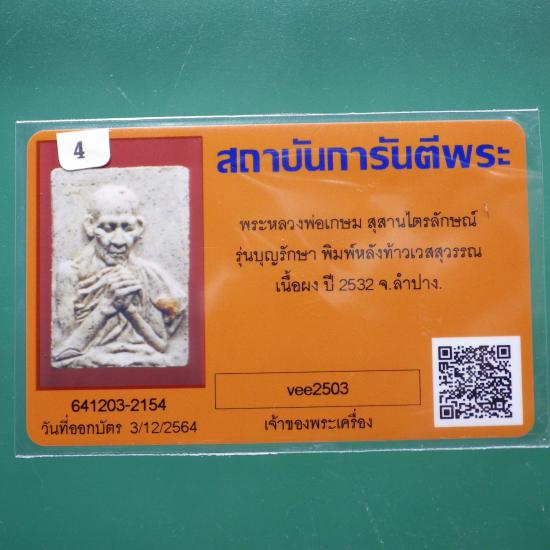 4
สถาบันการันตีพระ
พระหลวงพ่อเกษม สุสานไตรลักษณ์
รุ่นบุญรักษา พิมพ์หลังท้าวเวสสุวรรณ
เนื้อผง ปี 2532 จ.ลำปาง.
641203-2154
วันที่ออกบัตร 3/12/2564
vee2503
เจ้าของพระเครื่อง